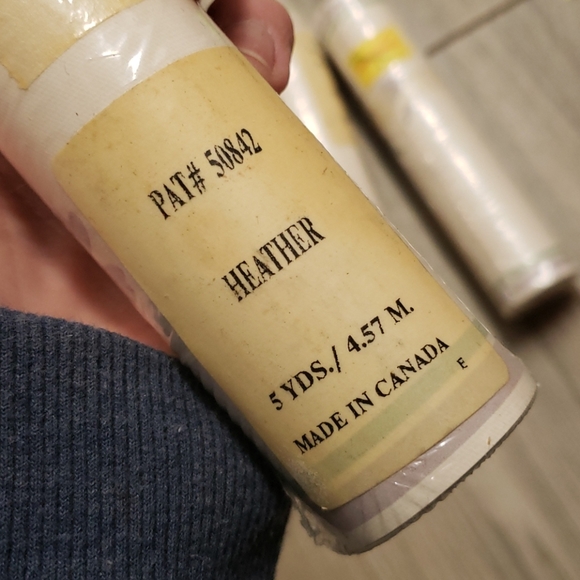 PAT# 50842
HEATHER
5 YDS./ 4.57 M.
MADE IN CANADA
E